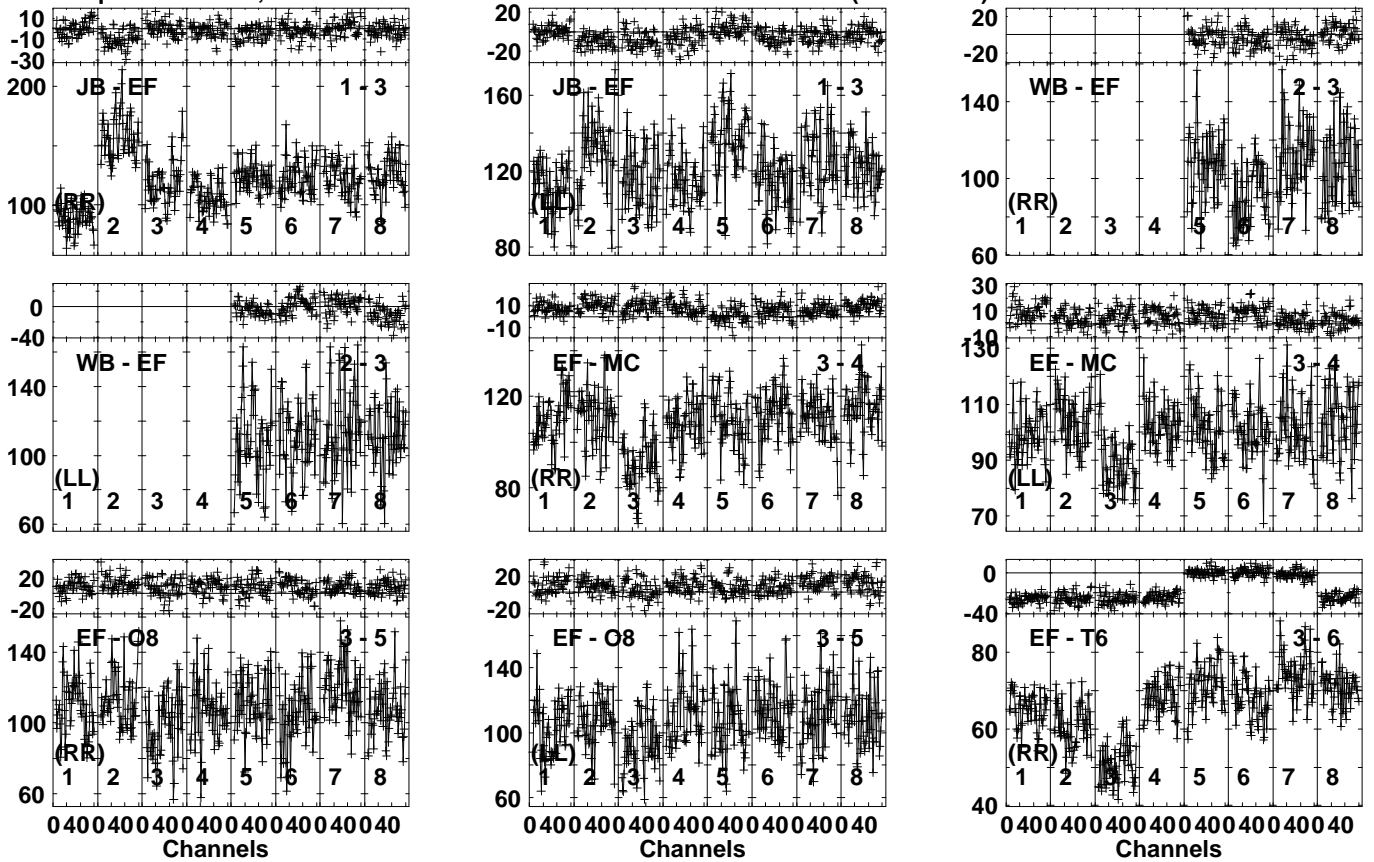 10 20 20
-10 -20 -20
-30
200 JB - EF 1 - 3 160 JB - EF 1 - 3 140 WB - EF 2 - 3
120 100
100 (RR) (LL) (RR)
1 2 3 4 5 6 7 8 1 2 3 4 5 6 7 8 1 2 3 4 5 6 7 8
80 60
0 10 30
-40 -10 10
-10
WB - EF 2 - 3 EF - MC 3 - 4 130 EF - MC 3 - 4
140 120 110
100 90
(LL) 80 (RR) (LL)
1 2 3 4 5 6 7 8 1 2 3 4 5 6 7 8 1 2 3 4 5 6 7 8
60 70
20 20 0
-20 -20 -40
140 EF - O8 3 - 5 140 EF - O8 3 - 5 80 EF - T6 3 - 6
100 100 60
(RR) (LL) (RR)
1 2 3 4 5 6 7 8 1 2 3 4 5 6 7 8 1 2 3 4 5 6 7 8
60 60 40
0 40 0 40 0 40 0 40 0 40 0 40 0 40 0 40 0 40 0 40 0 40 0 40 0 40 0 40 0 40 0 40 0 40 0 40 0 40 0 40 0 40 0 40 0 40 0 40
Channels Channels Channels